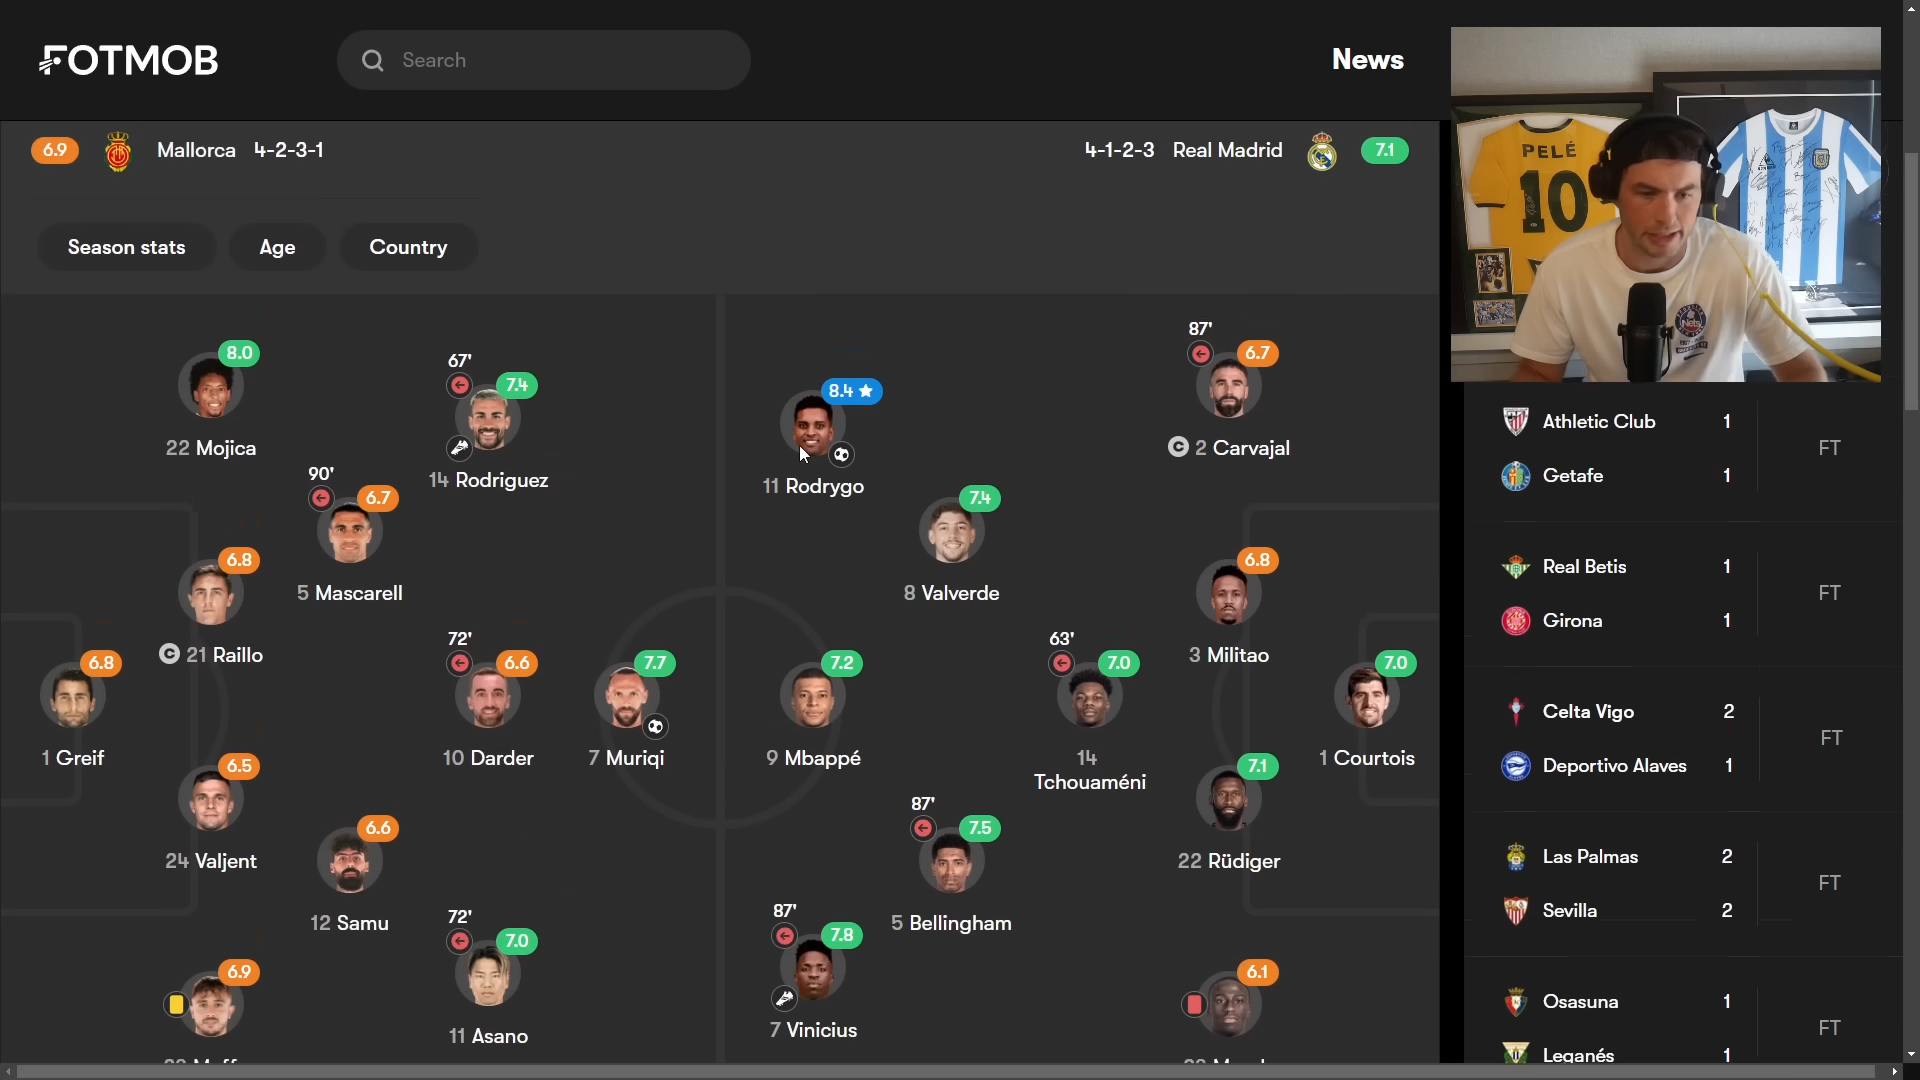 FOTMOB
Search
News
6.9
Mallorca 4-2-3-1
4-1-2-3 Real Madrid
7.1
Season stats
Age
Country
PELÉ
10
Nets
8.0
22 Mojica
67'
7.4
14 Rodriguez
8.4
11 Rodrygo
87'
6.7
C 2 Carvajal
90'
6.7
5 Mascarell
7.4
8 Valverde
6.8
C 21 Raillo
6.8
3 Militao
6.8
1 Greif
72'
6.6
10 Darder
7.7
7 Muriqi
7.2
9 Mbappé
63'
7.0
14
Tchouaméni
7.0
1 Courtois
6.5
24 Valjent
7.1
22 Rüdiger
6.6
12 Samu
87'
7.5
5 Bellingham
6.9
72'
7.0
11 Asano
87'
7.8
7 Vinicius
6.1
Athletic Club 1
FT
Getafe 1
Real Betis 1
FT
Girona 1
Celta Vigo 2
FT
Deportivo Alaves 1
Las Palmas 2
FT
Sevilla 2
Osasuna 1
FT
Leganés 1